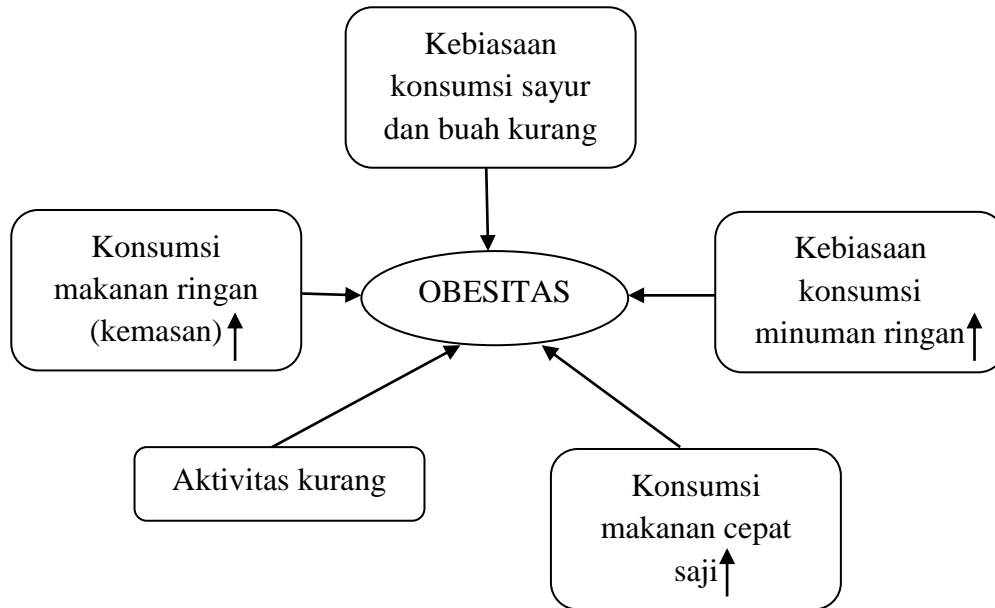 Kebiasaan
konsumsi sayur
dan buah kurang
Konsumsi
makanan ringan
(kemasan)
OBESITAS
Kebiasaan
konsumsi
minuman ringan
Aktivitas kurang
Konsumsi
makanan cepat
saji